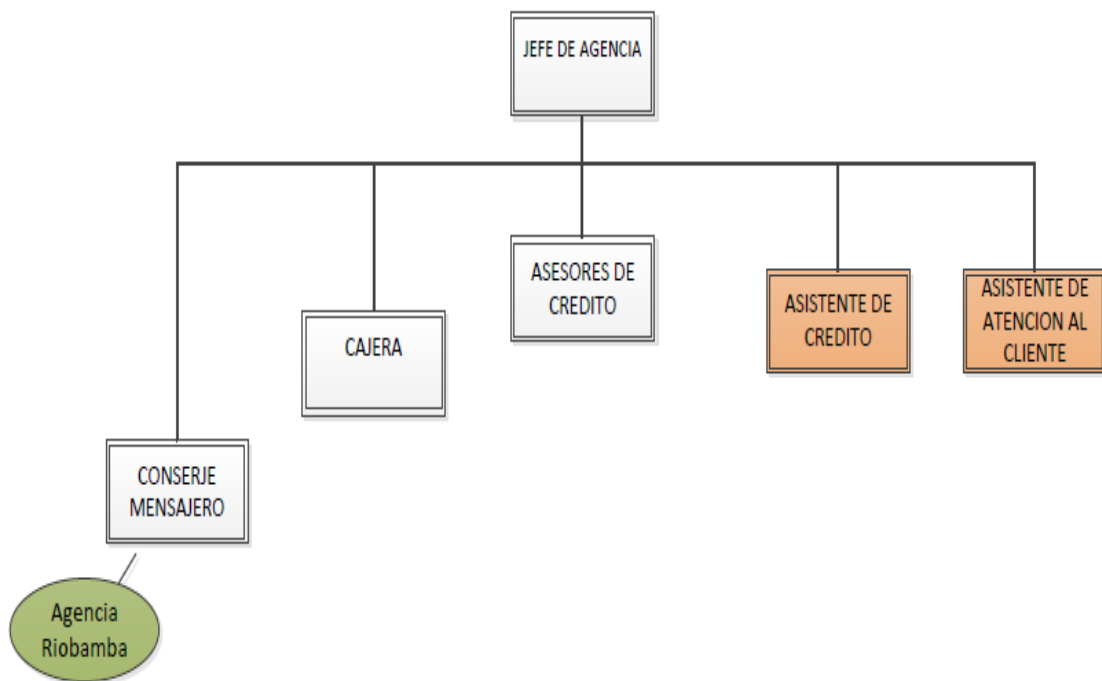 JEFE DE AGENCIA
ASESORES DE
CREDITO
ASISTENTE DE
CREDITO
ASISTENTE DE
ATENCION AL
CLIENTE
CAJERA
CONSERJE
MENSAJERO
Agencia
Riobamba